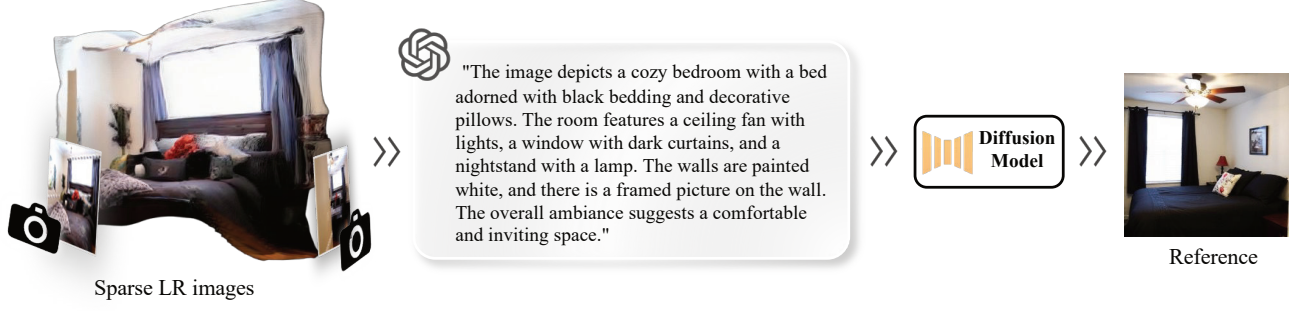 "The image depicts a cozy bedroom with a bed
adorned with black bedding and decorative
pillows. The room features a ceiling fan with
lights, a window with dark curtains, and a
nightstand with a lamp. The walls are painted
white, and there is a framed picture on the wall.
The overall ambiance suggests a comfortable
and inviting space."
Diffusion
Model
Sparse LR images
Reference